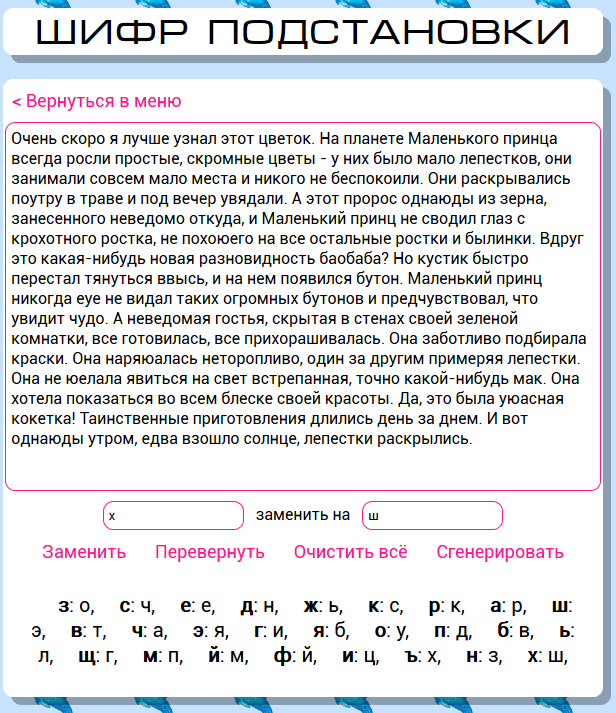 ШИФР ПОДСТАНОВКИ
< Вернуться в меню
Очень скоро я лучше узнал этот цветок. На планете Маленького принца
всегда росли простые, скромные цветы - у них было мало лепестков, они
занимали совсем мало места и никого не беспокоили. Они раскрывались
поутру в траве и под вечер увядали. А этот пророс однаюды из зерна,
занесенного неведомо откуда, и Маленький принц не сводил глаз с
крохотного ростка, не похоюего на все остальные ростки и былинки. Вдруг
это какая-нибудь новая разновидность баобаба? Но кустик быстро
перестал тянуться ввысь, и на нем появился бутон. Маленький принц
никогда еуе не видал таких огромных бутонов и предчувствовал, что
увидит чудо. А неведомая гостья, скрытая в стенах своей зеленой
комнатки, все готовилась, все прихорашивалась. Она заботливо подбирала
краски. Она наряюалась неторопливо, один за другим примеряя лепестки.
Она не юелала явиться на свет встрепанная, точно какой-нибудь мак. Она
хотела показаться во всем блеске своей красоты. Да, это была уюасная
кокетка! Таинственные приготовления длились день за днем. И вот
однаюды утром, едва взошло солнце, лепестки раскрылись.
х заменить на ш
Заменить Перевернуть Очистить всё Сгенерировать
з: о, с: ч, е: е, д: н, ж: ь, к: с, р: к, а: р, ш:
э, в: т, ч: а, э: я, г: и, я: б, о: у, п: д, б: в, ь:
л, щ: г, м: п, й: м, ф: й, и: ц, ъ: х, н: з, х: ш,